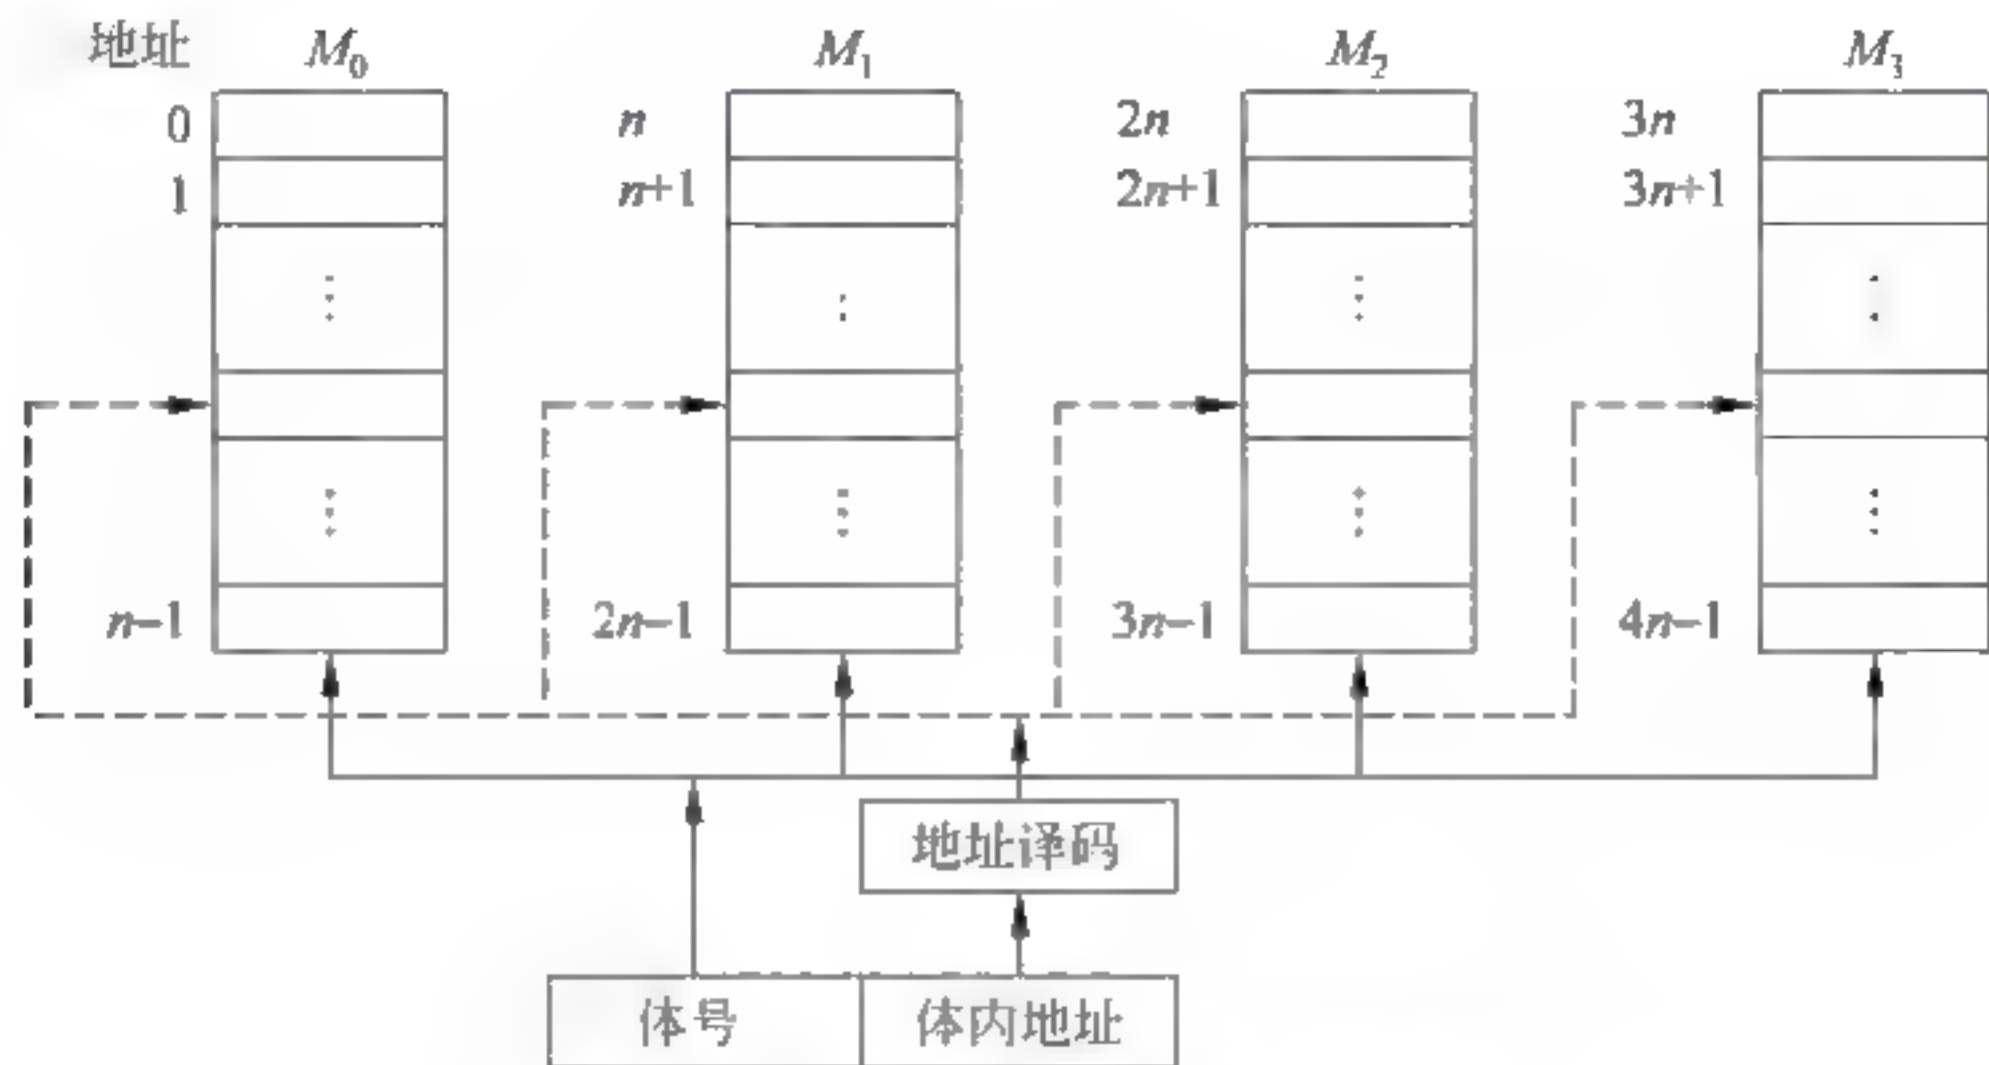 地址 M₀ M₁ M₂ M₃
0 n 2n 3n
1 n+1 2n+1 3n+1
n-1 2n-1 3n-1 4n-1
地址译码
体号 体内地址